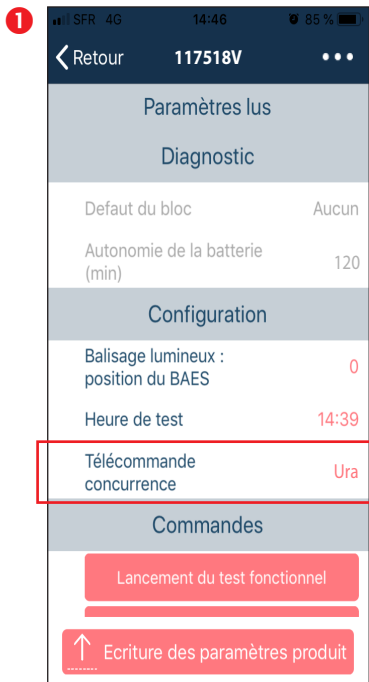 1
SFR 4G 14:46 85 %
Retour 117518V •••
Paramètres lus
Diagnostic
Defaut du bloc Aucun
Autonomie de la batterie
(min) 120
Configuration
Balisage lumineux :
position du BAES 0
Heure de test 14:39
Télécommande
concurrence Ura
Commandes
Lancement du test fonctionnel
Ecriture des paramètres produit